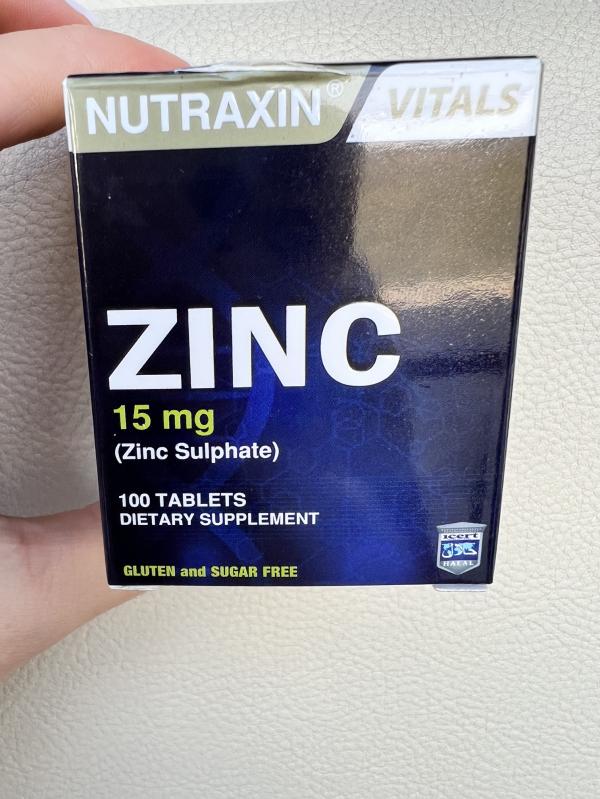 NUTRAXIN® VITALS
ZINC
15 mg
(Zinc Sulphate)
100 TABLETS
DIETARY SUPPLEMENT
GLUTEN and SUGAR FREE
HALAL